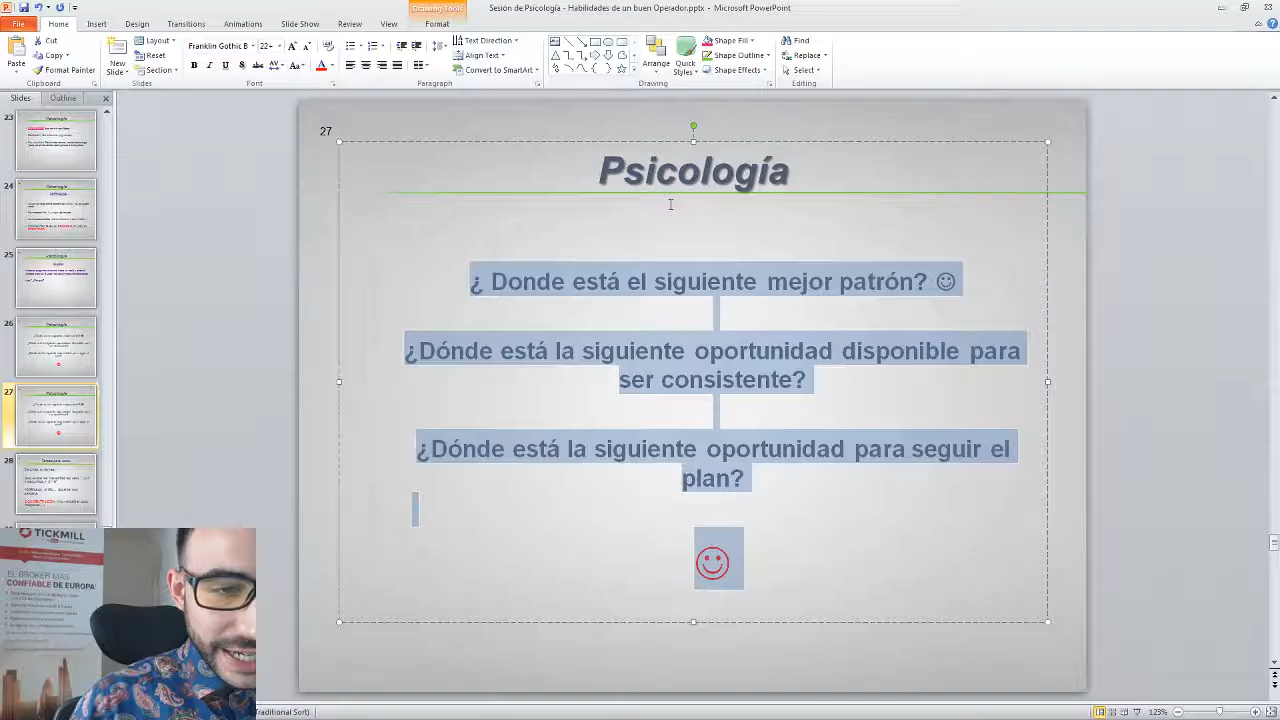 Sesión de Psicología - Habilidades de un buen Operador.pptx - Microsoft PowerPoint
Drawing Tools
File Home Insert Design Transitions Animations Slide Show Review View Format
Paste Cut Copy Format Painter
New Slide Layout Reset Section
Franklin Gothic B 22
Text Direction Align Text Convert to SmartArt
Arrange Quick Styles
Shape Fill Shape Outline Shape Effects
Find Replace Select
Clipboard Slides Font Paragraph Drawing Editing
Slides Outline
23
24
25
26
27
28
27
Psicología
¿ Donde está el siguiente mejor patrón? ☺
¿Dónde está la siguiente oportunidad disponible para
ser consistente?
¿Dónde está la siguiente oportunidad para seguir el
plan?
☺
TICKMILL
EL BROKER MÁS
CONFIABLE DE EUROPA
Traditional Sort)
123%